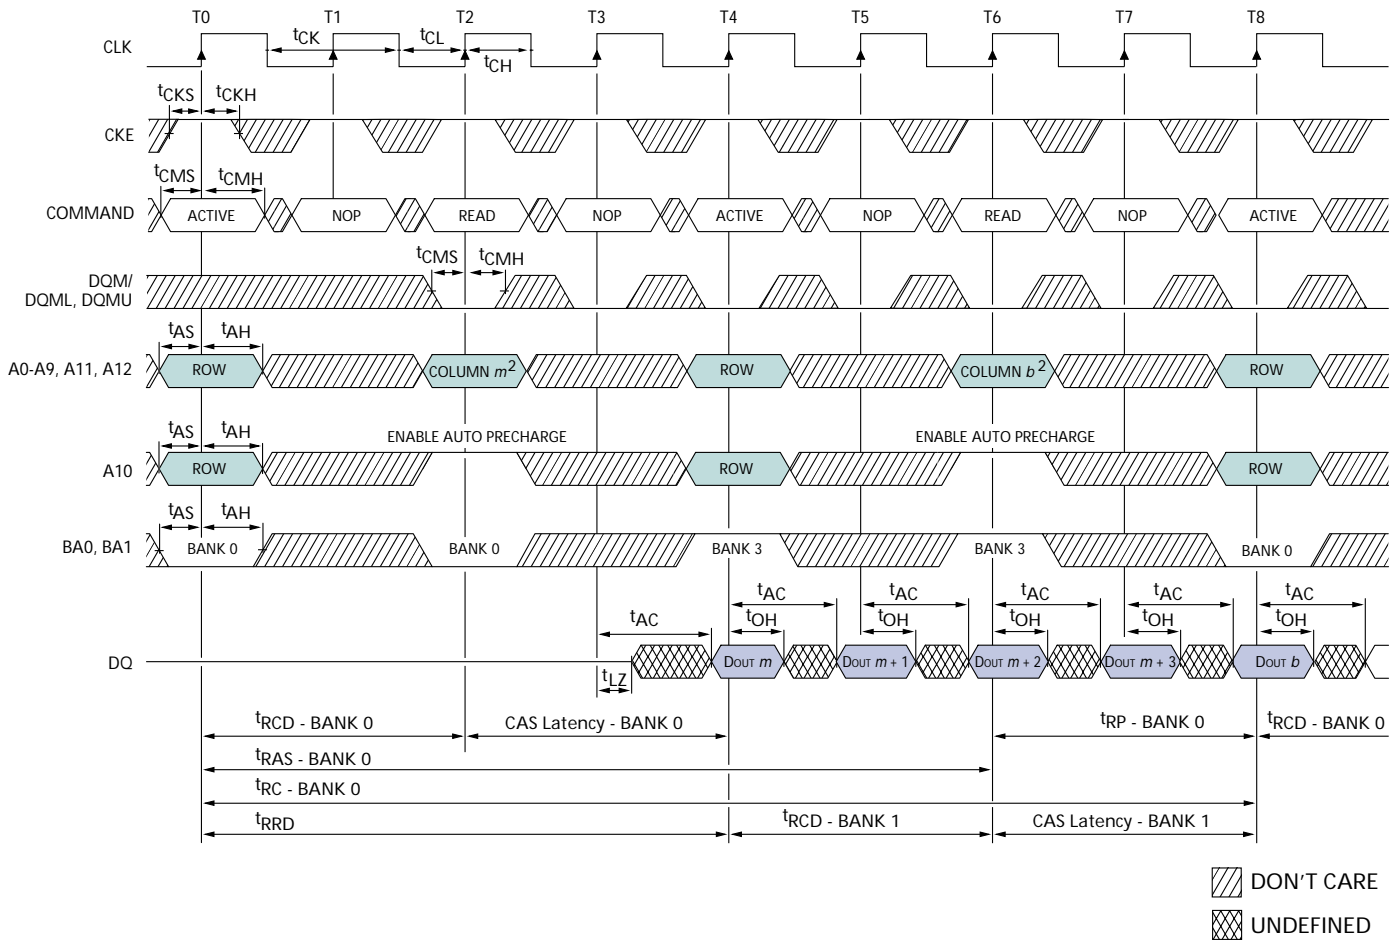 T0 T1 T2 T3 T4 T5 T6 T7 T8
CLK tCK tCL tCH
tCKS tCKH
CKE
tCMS tCMH
COMMAND ACTIVE NOP READ NOP ACTIVE NOP READ NOP ACTIVE
tCMS tCMH
DQM/
DQML, DQMU
tAS tAH
A0-A9, A11, A12 ROW COLUMN m2 ROW COLUMN b2 ROW
tAS tAH ENABLE AUTO PRECHARGE ENABLE AUTO PRECHARGE
A10 ROW ROW ROW
tAS tAH
BA0, BA1 BANK 0 BANK 0 BANK 3 BANK 3 BANK 0
tAC tAC tAC tAC tAC tAC
tOH tOH tOH tOH tOH
DQ DOUT m DOUT m + 1 DOUT m + 2 DOUT m + 3 DOUT b
tLZ
tRCD - BANK 0 CAS Latency - BANK 0 tRP - BANK 0 tRCD - BANK 0
tRAS - BANK 0
tRC - BANK 0
tRRD tRCD - BANK 1 CAS Latency - BANK 1
DON'T CARE
UNDEFINED